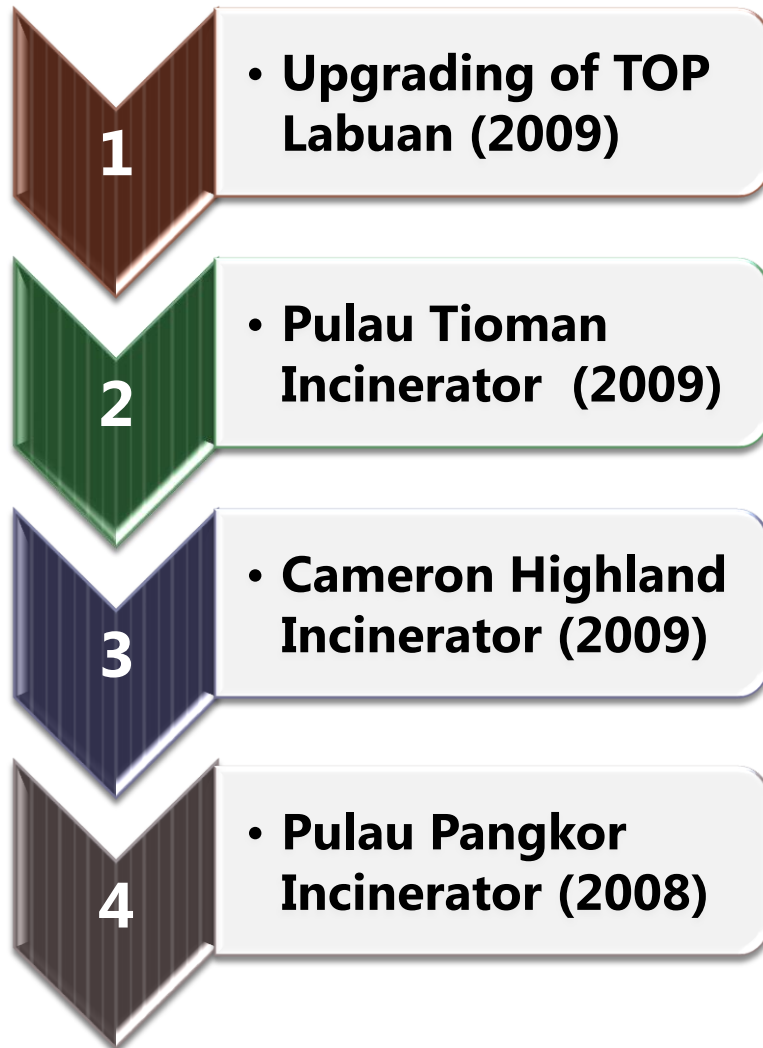 1
• Upgrading of TOP
Labuan (2009)
2
• Pulau Tioman
Incinerator  (2009)
3
• Cameron Highland
Incinerator (2009)
4
• Pulau Pangkor
Incinerator (2008)